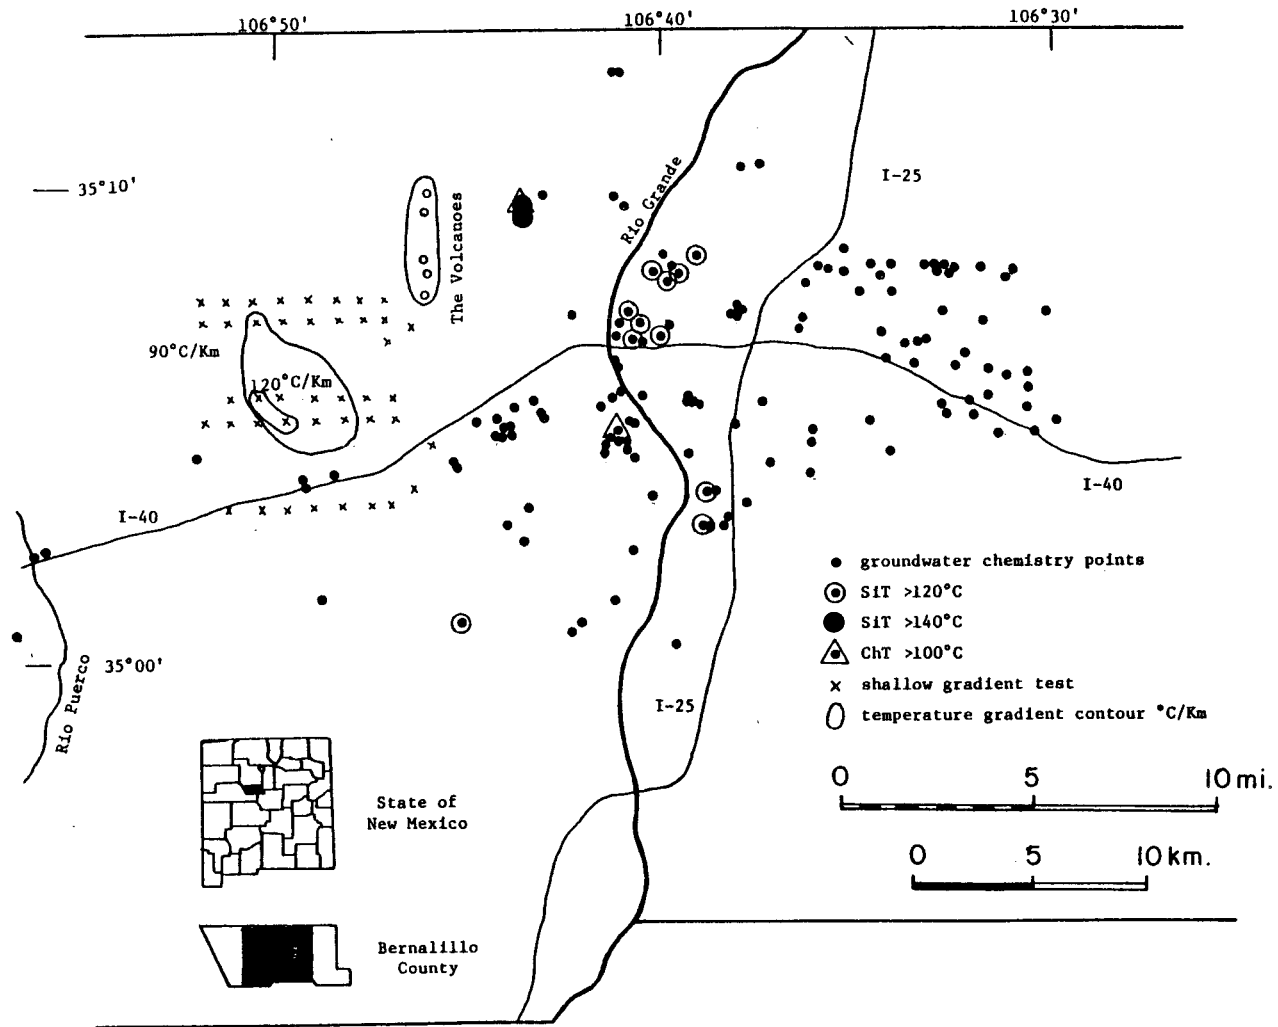 106°50'
106°40'
106°30'
35°10'
I-25
Rio Grande
The Volcanoes
90°C/Km
120°C/Km
I-40
I-40
groundwater chemistry points
SiT >120°C
SiT >140°C
ChT >100°C
shallow gradient test
temperature gradient contour °C/Km
35°00'
Rio Puerco
I-25
0 5 10 mi.
State of
New Mexico
0 5 10 km.
Bernalillo
County